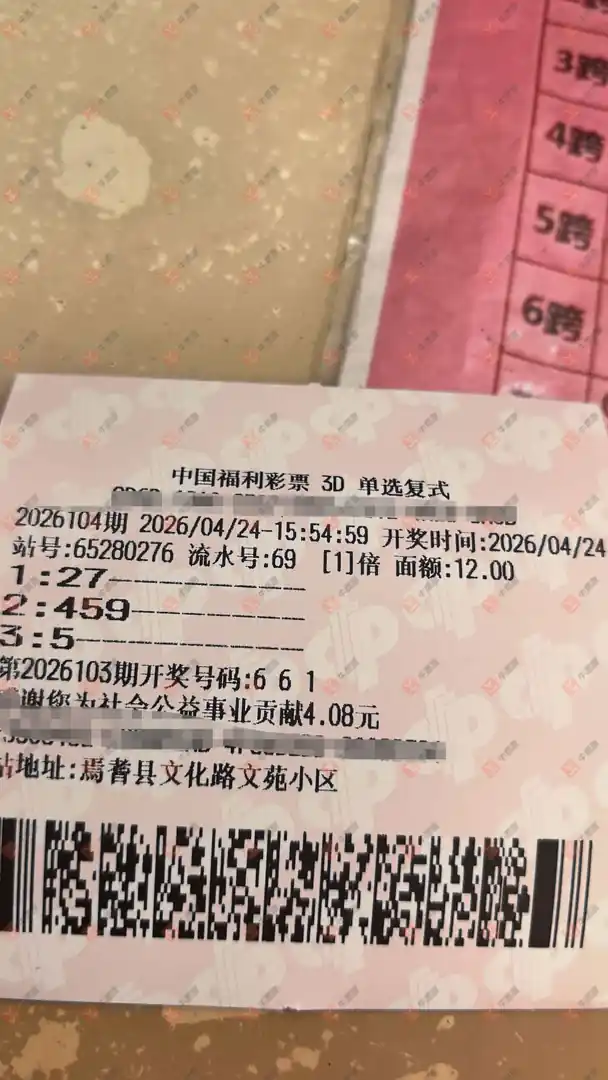 3跨
4跨
5跨
6跨
中国福利彩票 3D 单选复式
2026104期 2026/04/24-15:54:59 开奖时间:2026/04/24
站号:65280276 流水号:69 [1]倍 面额:12.00
1:27——————————
2:459—————————
3:5———————————
第2026103期开奖号码:6 6 1
谢您为社会公益事业贡献4.08元
站地址:焉耆县文化路文苑小区